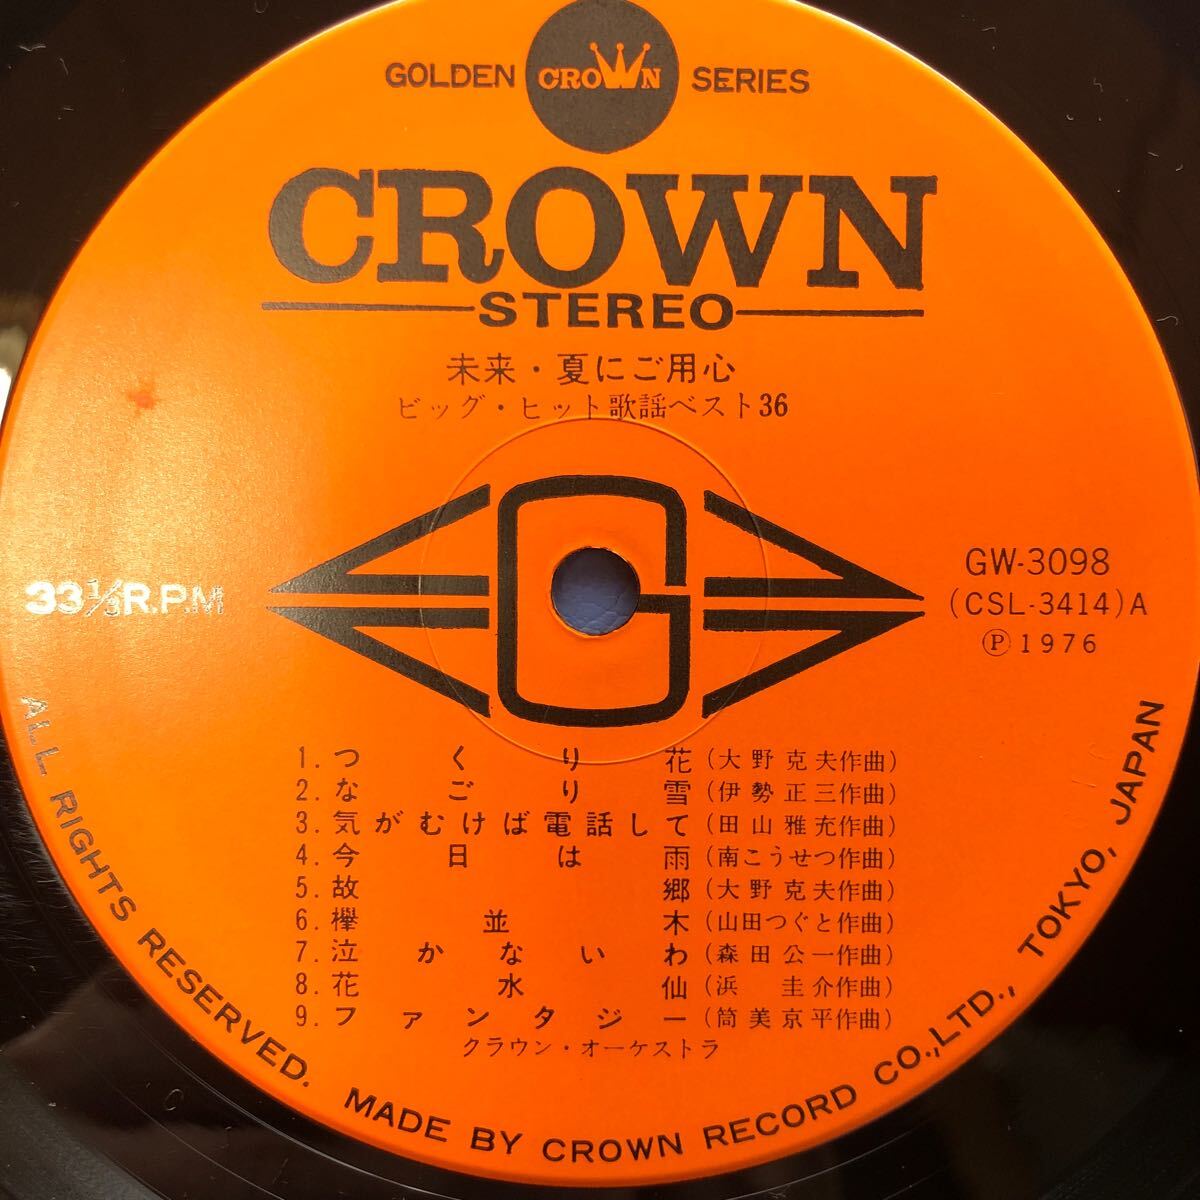 GOLDEN CROWN SERIES
CROWN
STEREO
未来・夏にご用心
ビッグ・ヒット歌謡ベスト36
G
33⅓R.P.M
GW-3098
(CSL-3414)A
Ⓟ1976
1.つくり花(大野克夫作曲)
2.なごり雪(伊勢正三作曲)
3.気がむけば電話して(田山雅充作曲)
4.今日は雨(南こうせつ作曲)
5.故郷(大野克夫作曲)
6.欅並木(山田つぐと作曲)
7.泣かないわ(森田公一作曲)
8.花水仙(浜圭介作曲)
9.ファンタジー(筒美京平作曲)
クラウン・オーケストラ
ALL RIGHTS RESERVED. MADE BY CROWN RECORD CO.,LTD., TOKYO, JAPAN